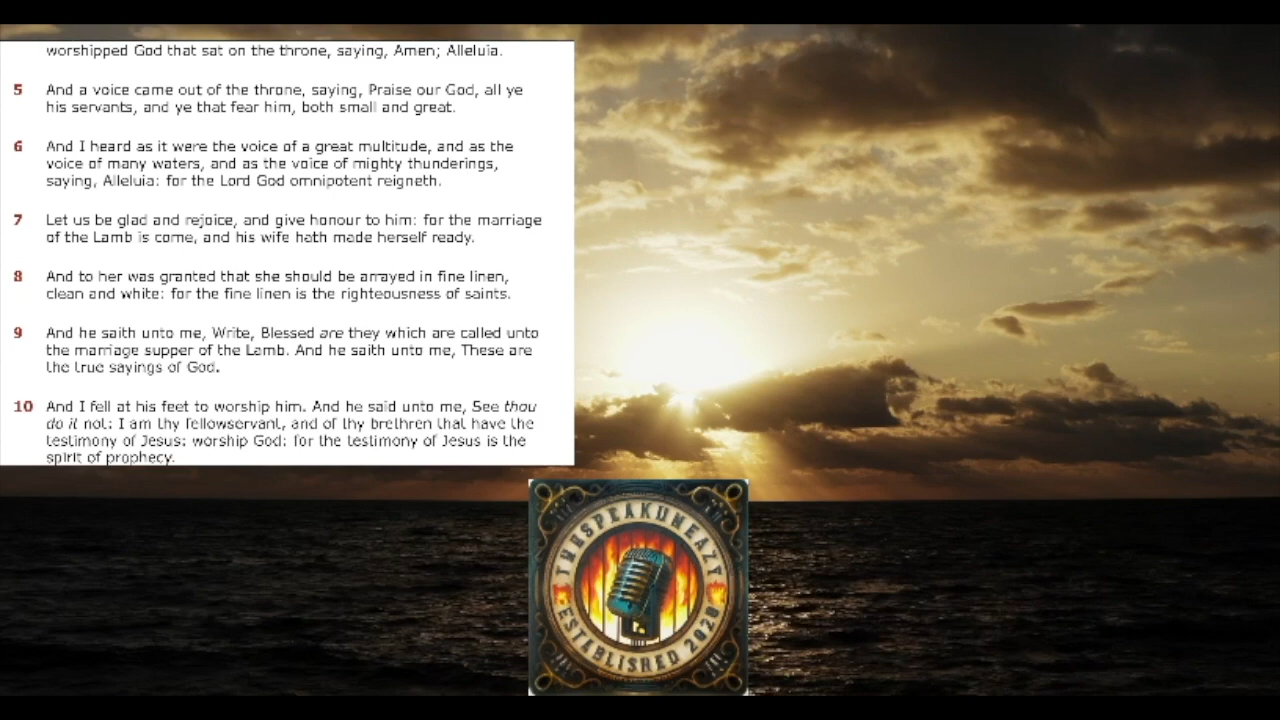 worshipped God that sat on the throne, saying, Amen; Alleluia.
5 And a voice came out of the throne, saying, Praise our God, all ye
his servants, and ye that fear him, both small and great.
6 And I heard as it were the voice of a great multitude, and as the
voice of many waters, and as the voice of mighty thunderings,
saying, Alleluia: for the Lord God omnipotent reigneth.
7 Let us be glad and rejoice, and give honour to him: for the marriage
of the Lamb is come, and his wife hath made herself ready.
8 And to her was granted that she should be arrayed in fine linen,
clean and white: for the fine linen is the righteousness of saints.
9 And he saith unto me, Write, Blessed are they which are called unto
the marriage supper of the Lamb. And he saith unto me, These are
the true sayings of God.
10 And I fell at his feet to worship him. And he said unto me, See thou
do it not: I am thy fellowservant, and of thy brethren that have the
testimony of Jesus: worship God: for the testimony of Jesus is the
spirit of prophecy.
THESPEAKUNEAZY
ESTABLISHED 2020